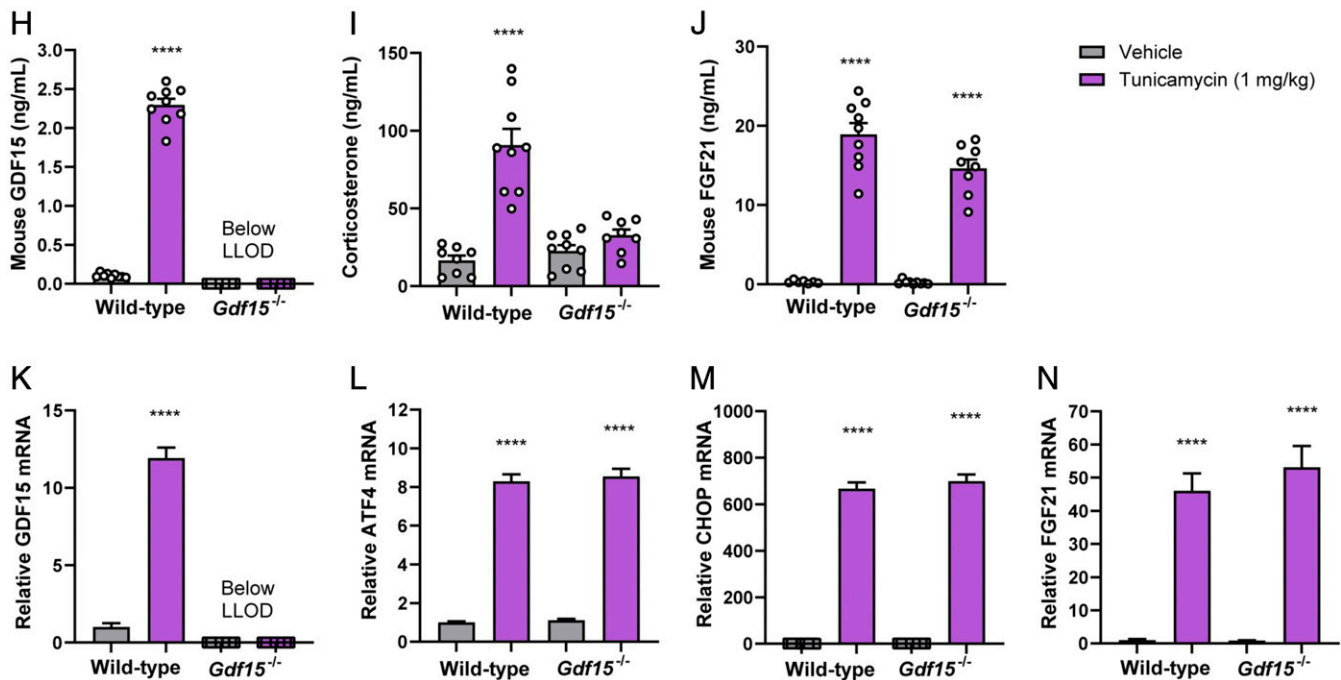 H
Mouse GDF15 (ng/mL)
3.0
2.5
2.0
1.5
1.0
0.5
0.0
****
Below
LLOD
Wild-type
Gdf15-/-
I
Corticosterone (ng/mL)
150
100
50
0
****
Wild-type
Gdf15-/-
J
Mouse FGF21 (ng/mL)
30
20
10
0
****
****
Wild-type
Gdf15-/-
Vehicle
Tunicamycin (1 mg/kg)
K
Relative GDF15 mRNA
15
10
5
0
****
Below
LLOD
Wild-type
Gdf15-/-
L
Relative ATF4 mRNA
12
10
8
6
4
2
0
****
****
Wild-type
Gdf15-/-
M
Relative CHOP mRNA
1000
800
600
400
200
0
****
****
Wild-type
Gdf15-/-
N
Relative FGF21 mRNA
70
60
50
40
30
20
10
0
****
****
Wild-type
Gdf15-/-